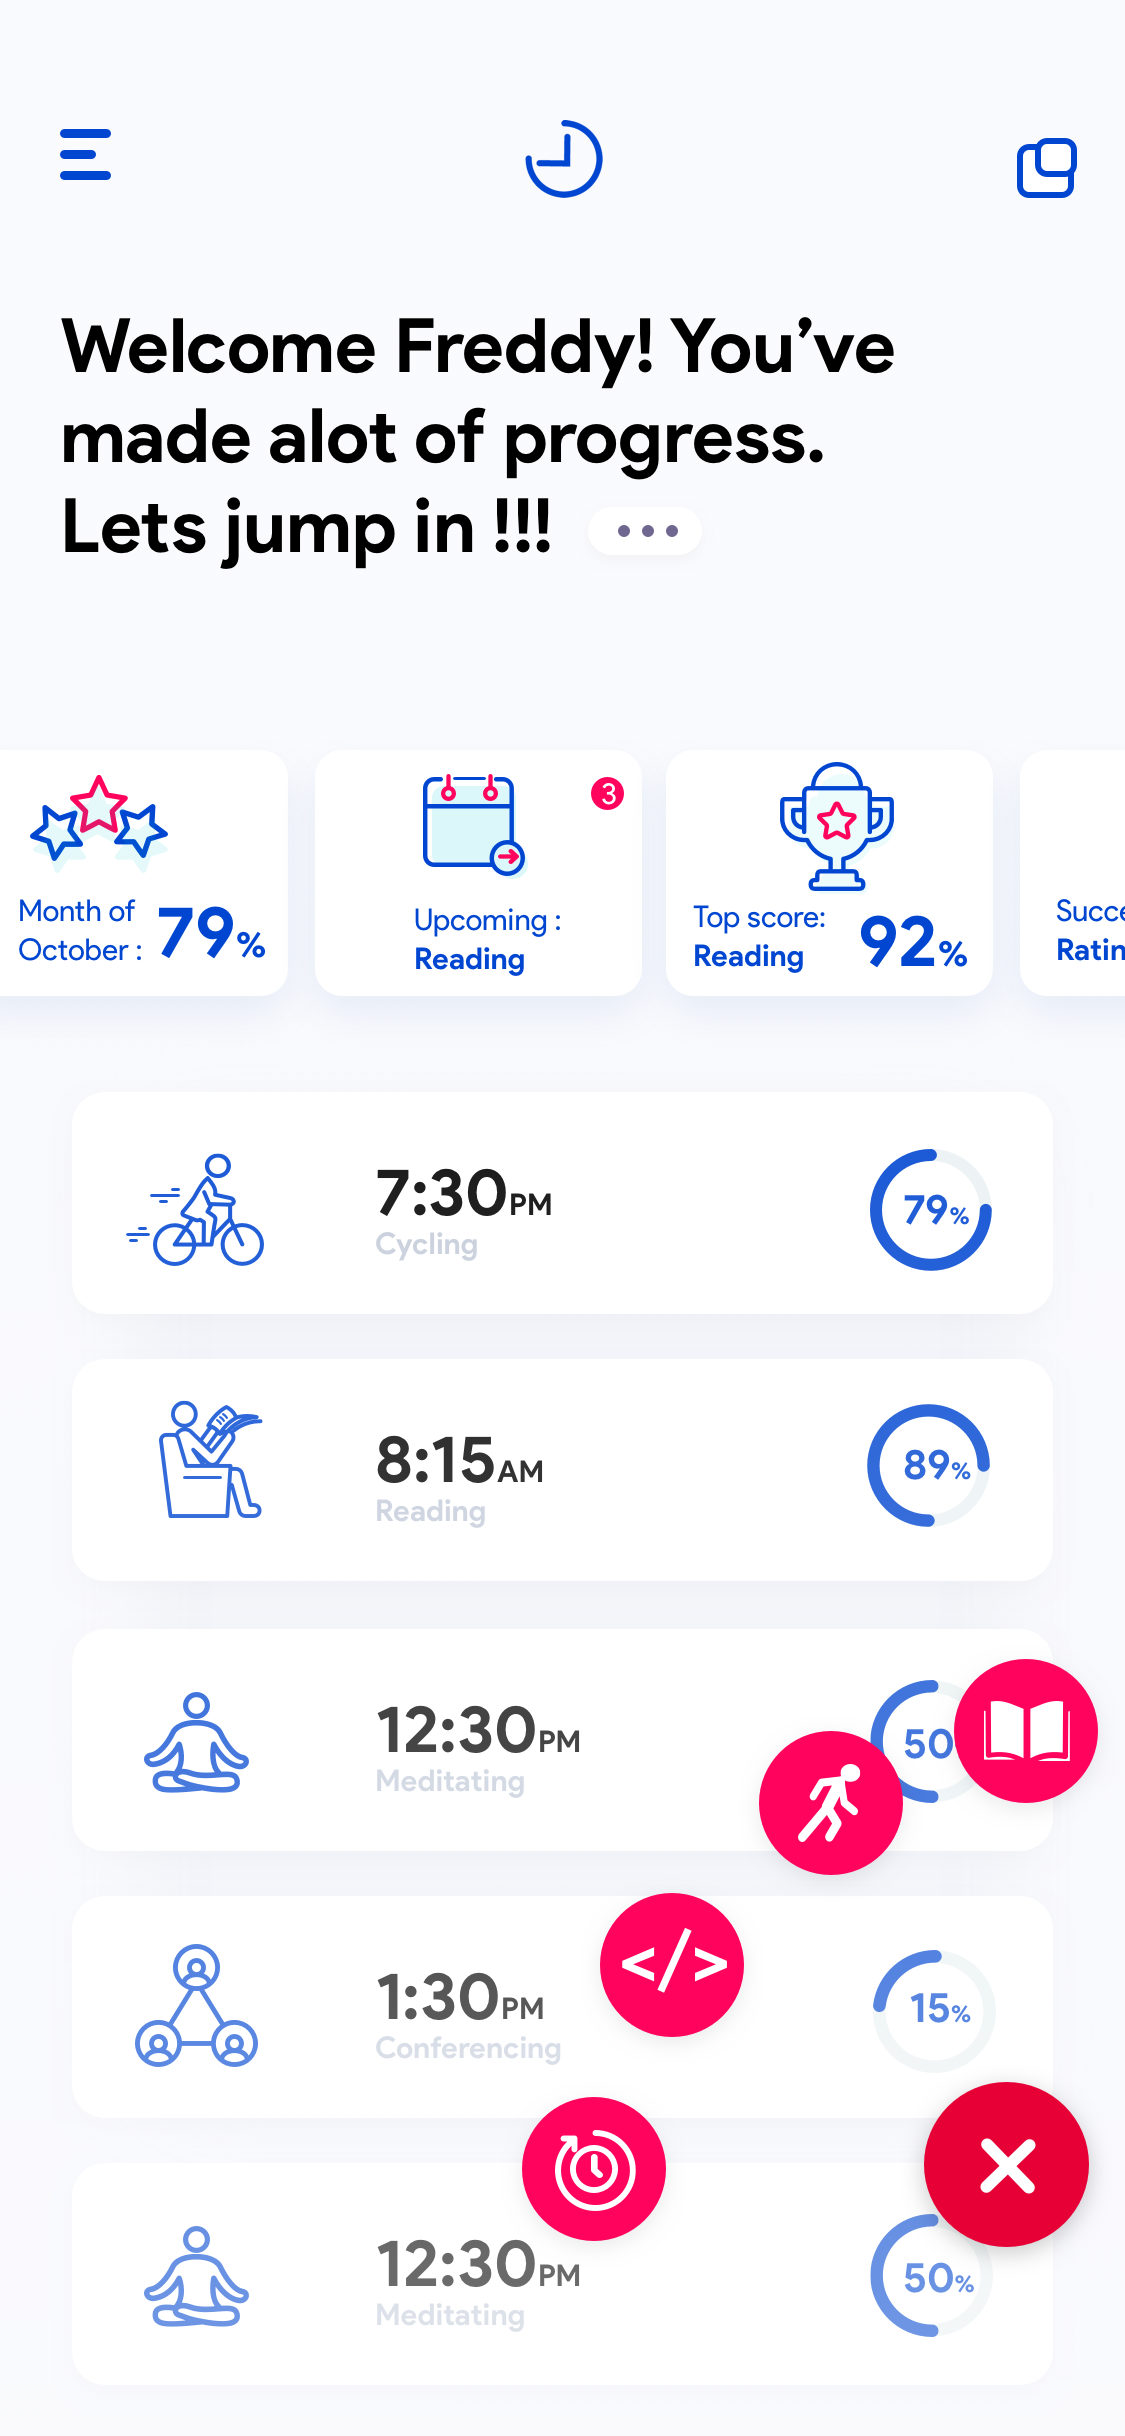 Welcome Freddy! You’ve
made alot of progress.
Lets jump in !!!
Month of
October : 79%
3
Upcoming :
Reading
Top score:
Reading 92%
Succe
Ratin
7:30PM
Cycling
79%
8:15AM
Reading
89%
12:30PM
Meditating
50
</>
1:30PM
Conferencing
15%
12:30PM
Meditating
50%